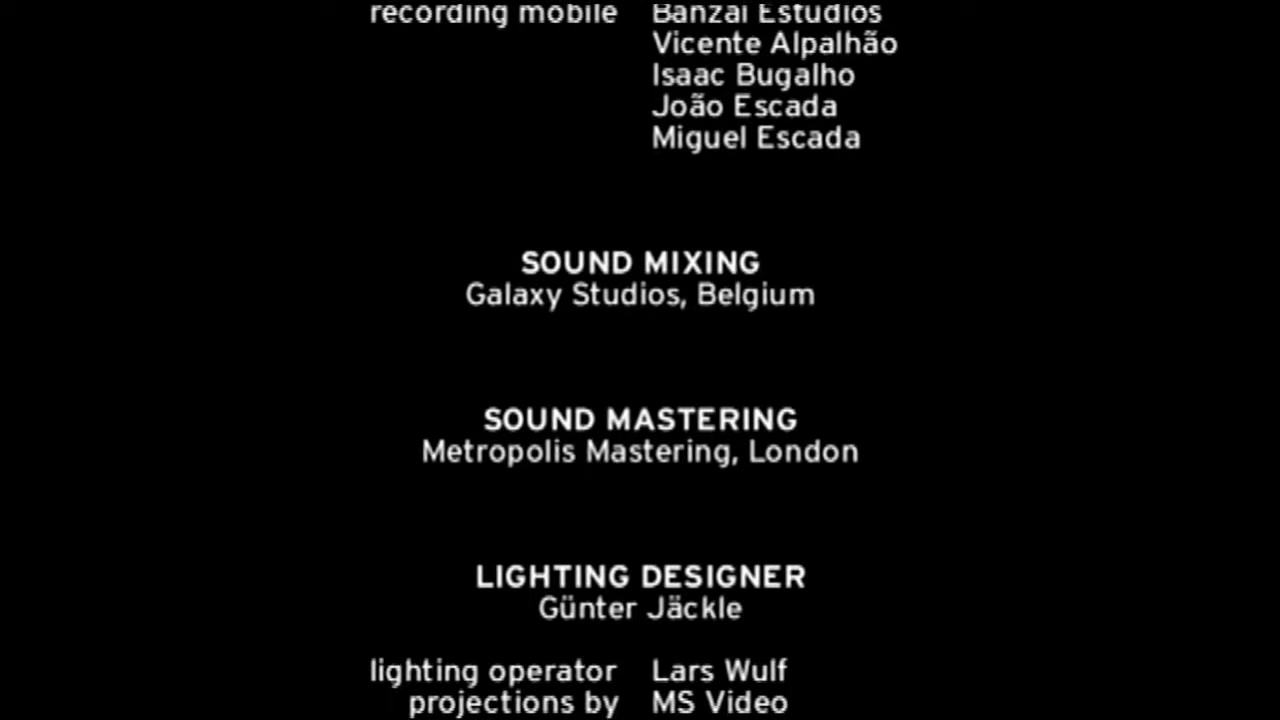 recording mobile Banzai Estudios
Vicente Alpalhão
Isaac Bugalho
João Escada
Miguel Escada
SOUND MIXING
Galaxy Studios, Belgium
SOUND MASTERING
Metropolis Mastering, London
LIGHTING DESIGNER
Günter Jäckle
lighting operator Lars Wulf
projections by MS Video